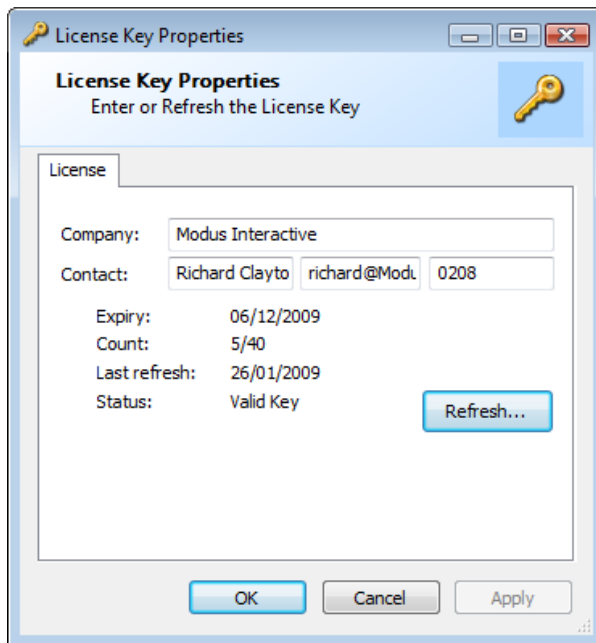 License Key Properties
License Key Properties
Enter or Refresh the License Key
License
Company: Modus Interactive
Contact: Richard Clayto richard@Modu 0208
Expiry: 06/12/2009
Count: 5/40
Last refresh: 26/01/2009
Status: Valid Key
Refresh...
OK Cancel Apply